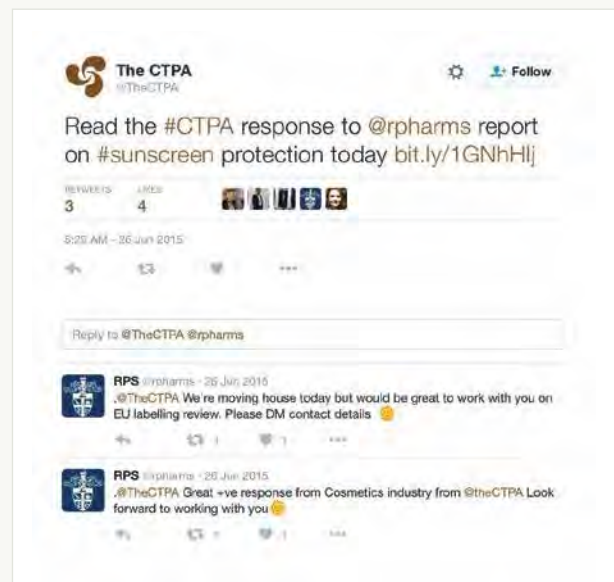 The CTPA
@TheCTPA
Follow
Read the #CTPA response to @rpharms report
on #sunscreen protection today bit.ly/1GNhHIj
RETWEETS LIKES
3 4
5:29 AM - 26 Jun 2015
Reply to @TheCTPA @rpharms
RPS @rpharms · 26 Jun 2015
.@TheCTPA We're moving house today but would be great to work with you on
EU labelling review. Please DM contact details
1 1
RPS @rpharms · 26 Jun 2015
.@TheCTPA Great +ve response from Cosmetics industry from @theCTPA Look
forward to working with you
1